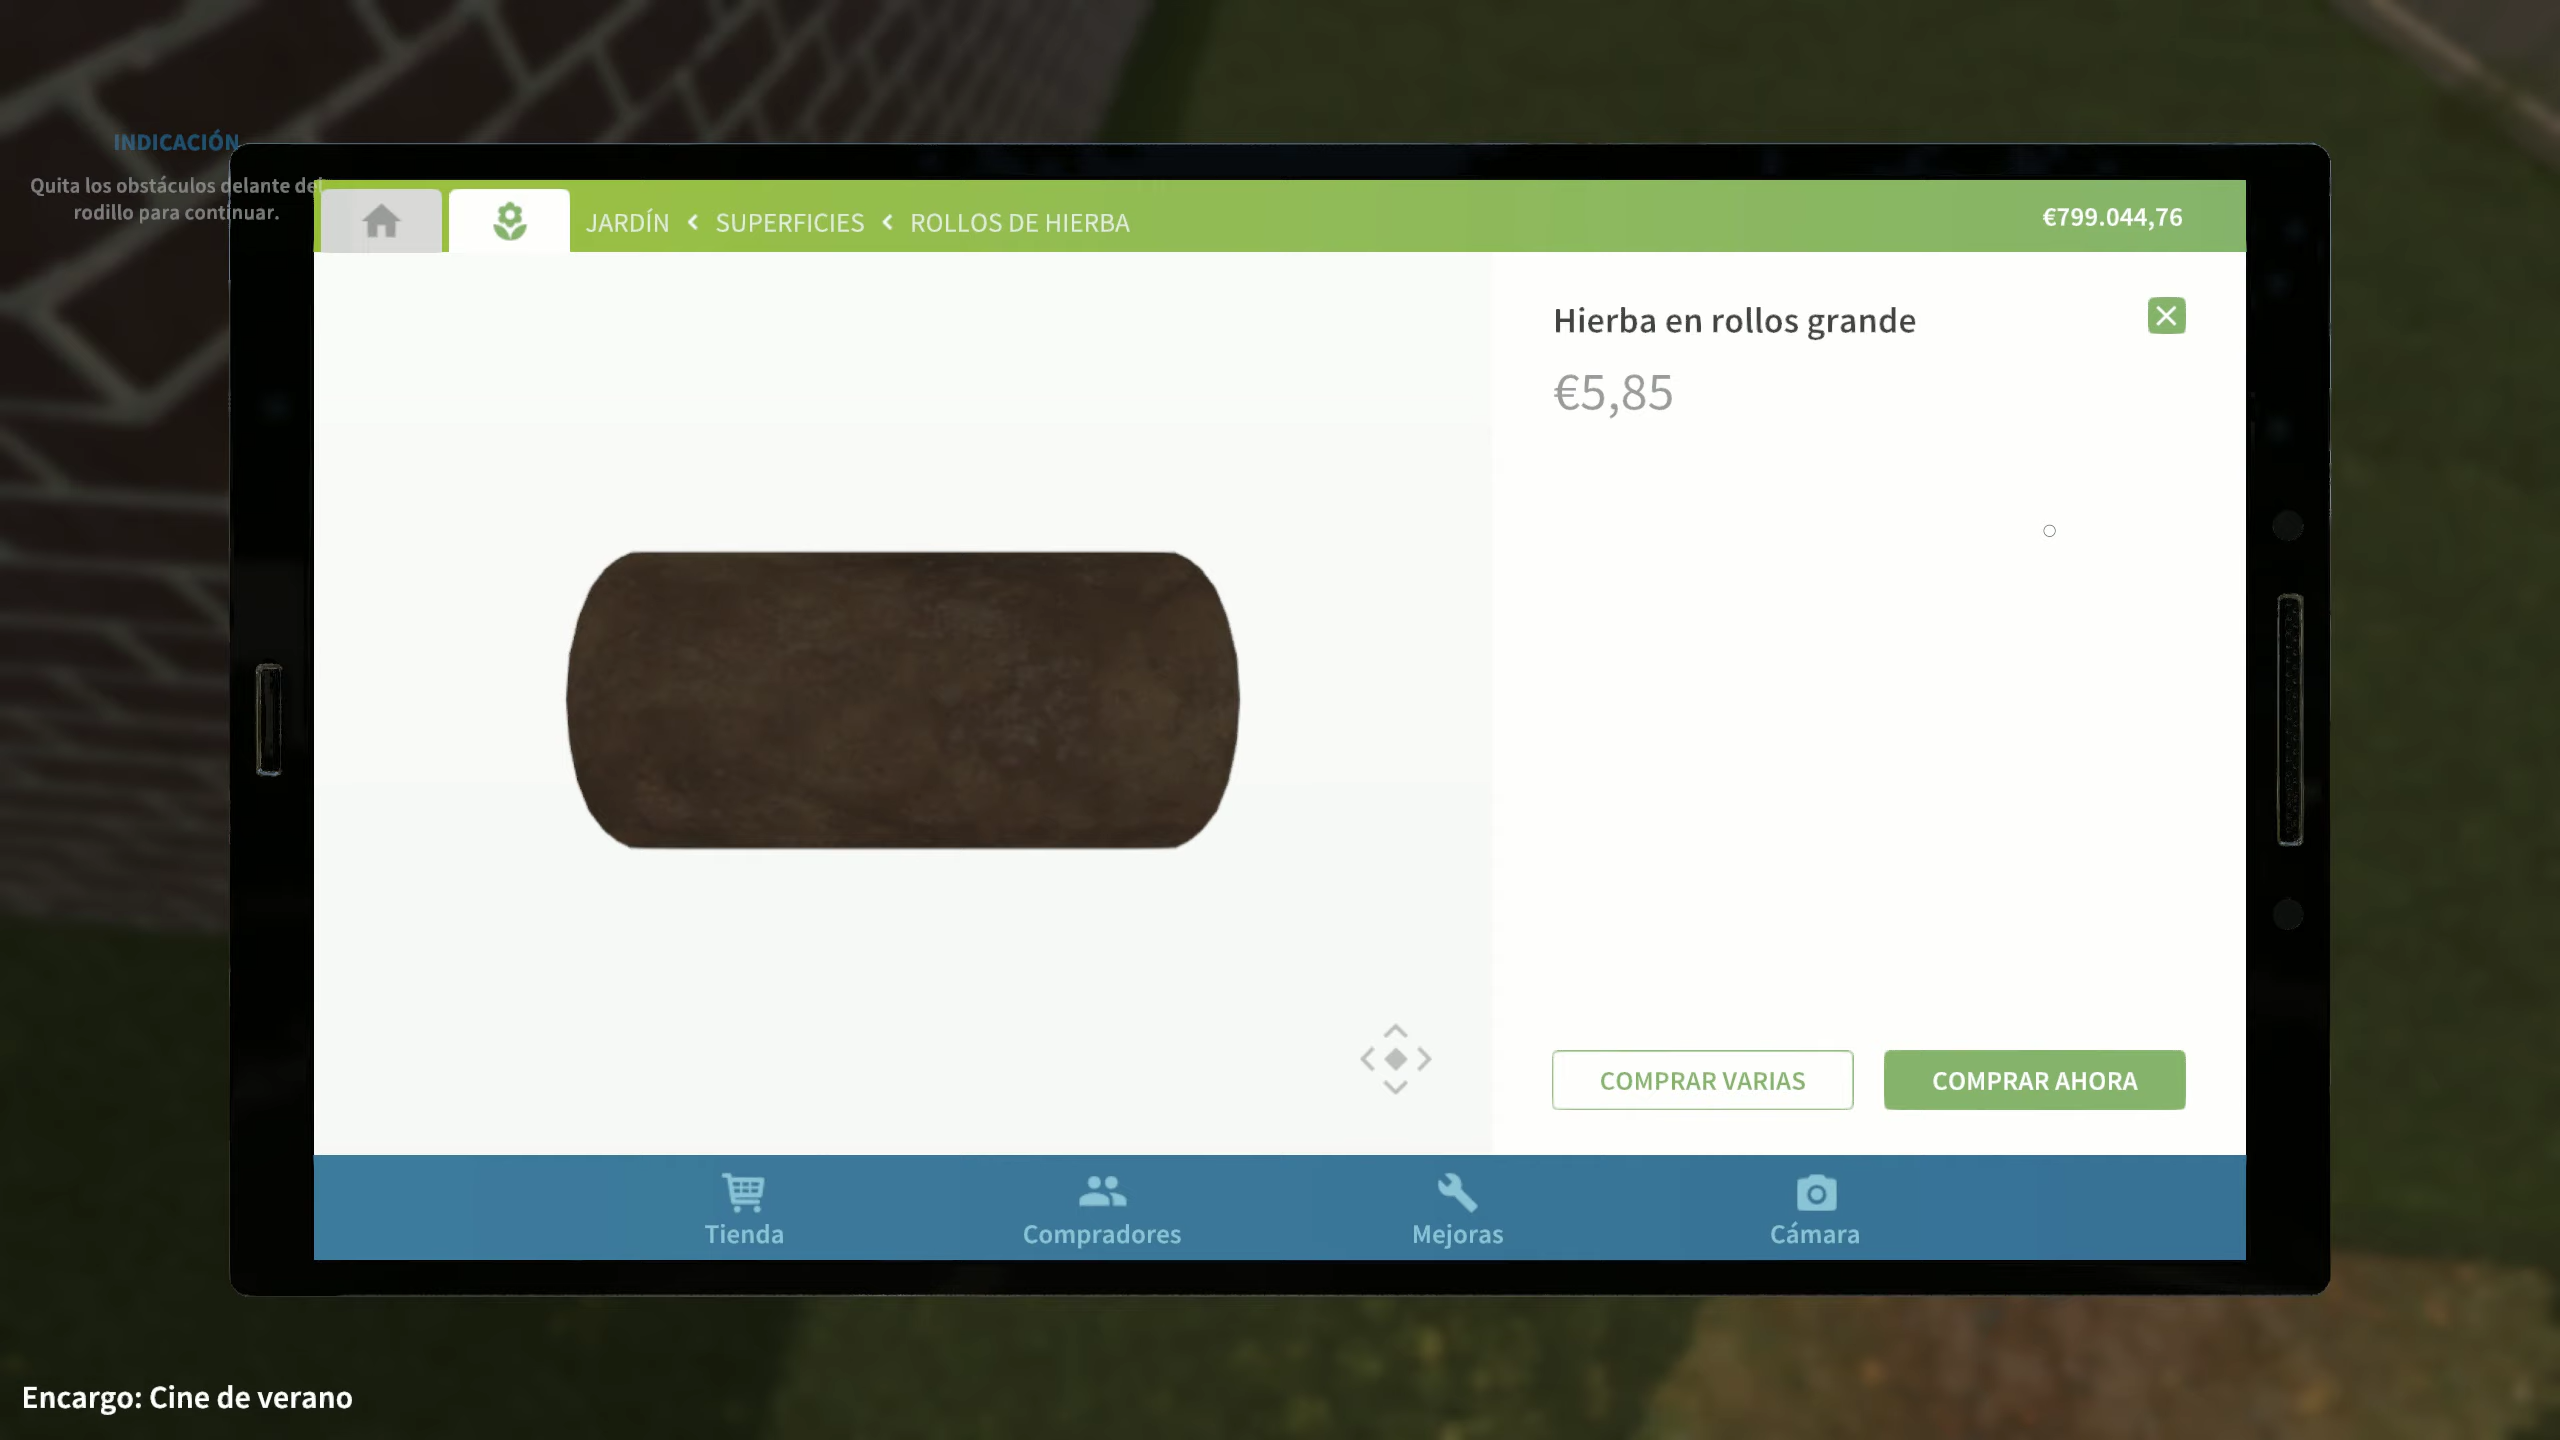 INDICACIÓN
Quita los obstáculos delante del
rodillo para continuar.
JARDÍN < SUPERFICIES < ROLLOS DE HIERBA
€799.044,76
Hierba en rollos grande
€5,85
COMPRAR VARIAS
COMPRAR AHORA
Tienda
Compradores
Mejoras
Cámara
Encargo: Cine de verano